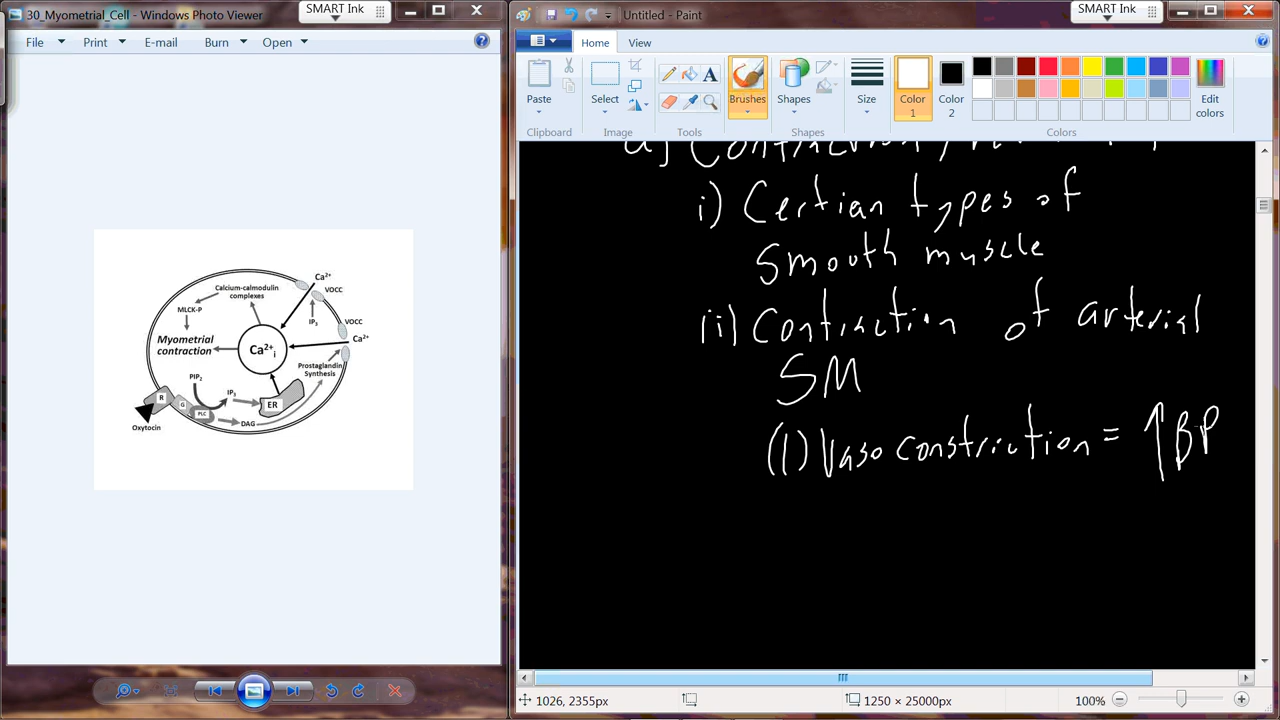 30_Myometrial_Cell - Windows Photo Viewer
SMART Ink
File Print E-mail Burn Open
Ca2+
Calcium-calmodulin
complexes
VOCC
MLCK-P
IP3
VOCC
Myometrial
contraction
Ca2+i
Ca2+
Prostaglandin
Synthesis
PIP2
IP3
ER
R
G
PLC
DAG
Oxytocin
Untitled - Paint
SMART Ink
Home View
Paste
Select
Brushes
Shapes
Size
Color
1
Color
2
Edit
colors
Clipboard Image Tools Shapes Colors
i) Certian types of
smooth muscle
(ii) Contraction of arterial
SM
(1) Vasoconstriction = ↑BP
1026, 2355px
1250 × 25000px
100%